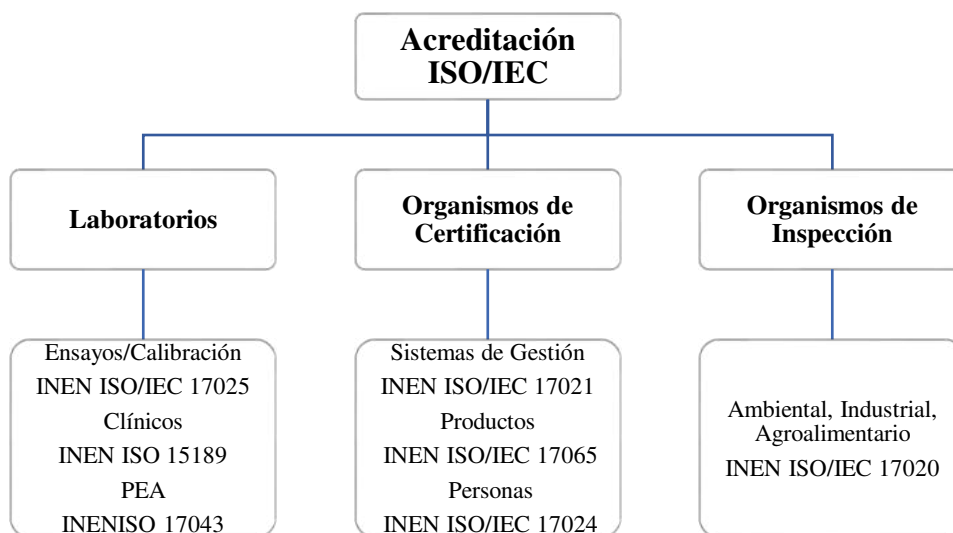 Acreditación
ISO/IEC
Laboratorios
Organismos de
Certificación
Organismos de
Inspección
Ensayos/Calibración
INEN ISO/IEC 17025
Clínicos
INEN ISO 15189
PEA
INENISO 17043
Sistemas de Gestión
INEN ISO/IEC 17021
Productos
INEN ISO/IEC 17065
Personas
INEN ISO/IEC 17024
Ambiental, Industrial,
Agroalimentario
INEN ISO/IEC 17020